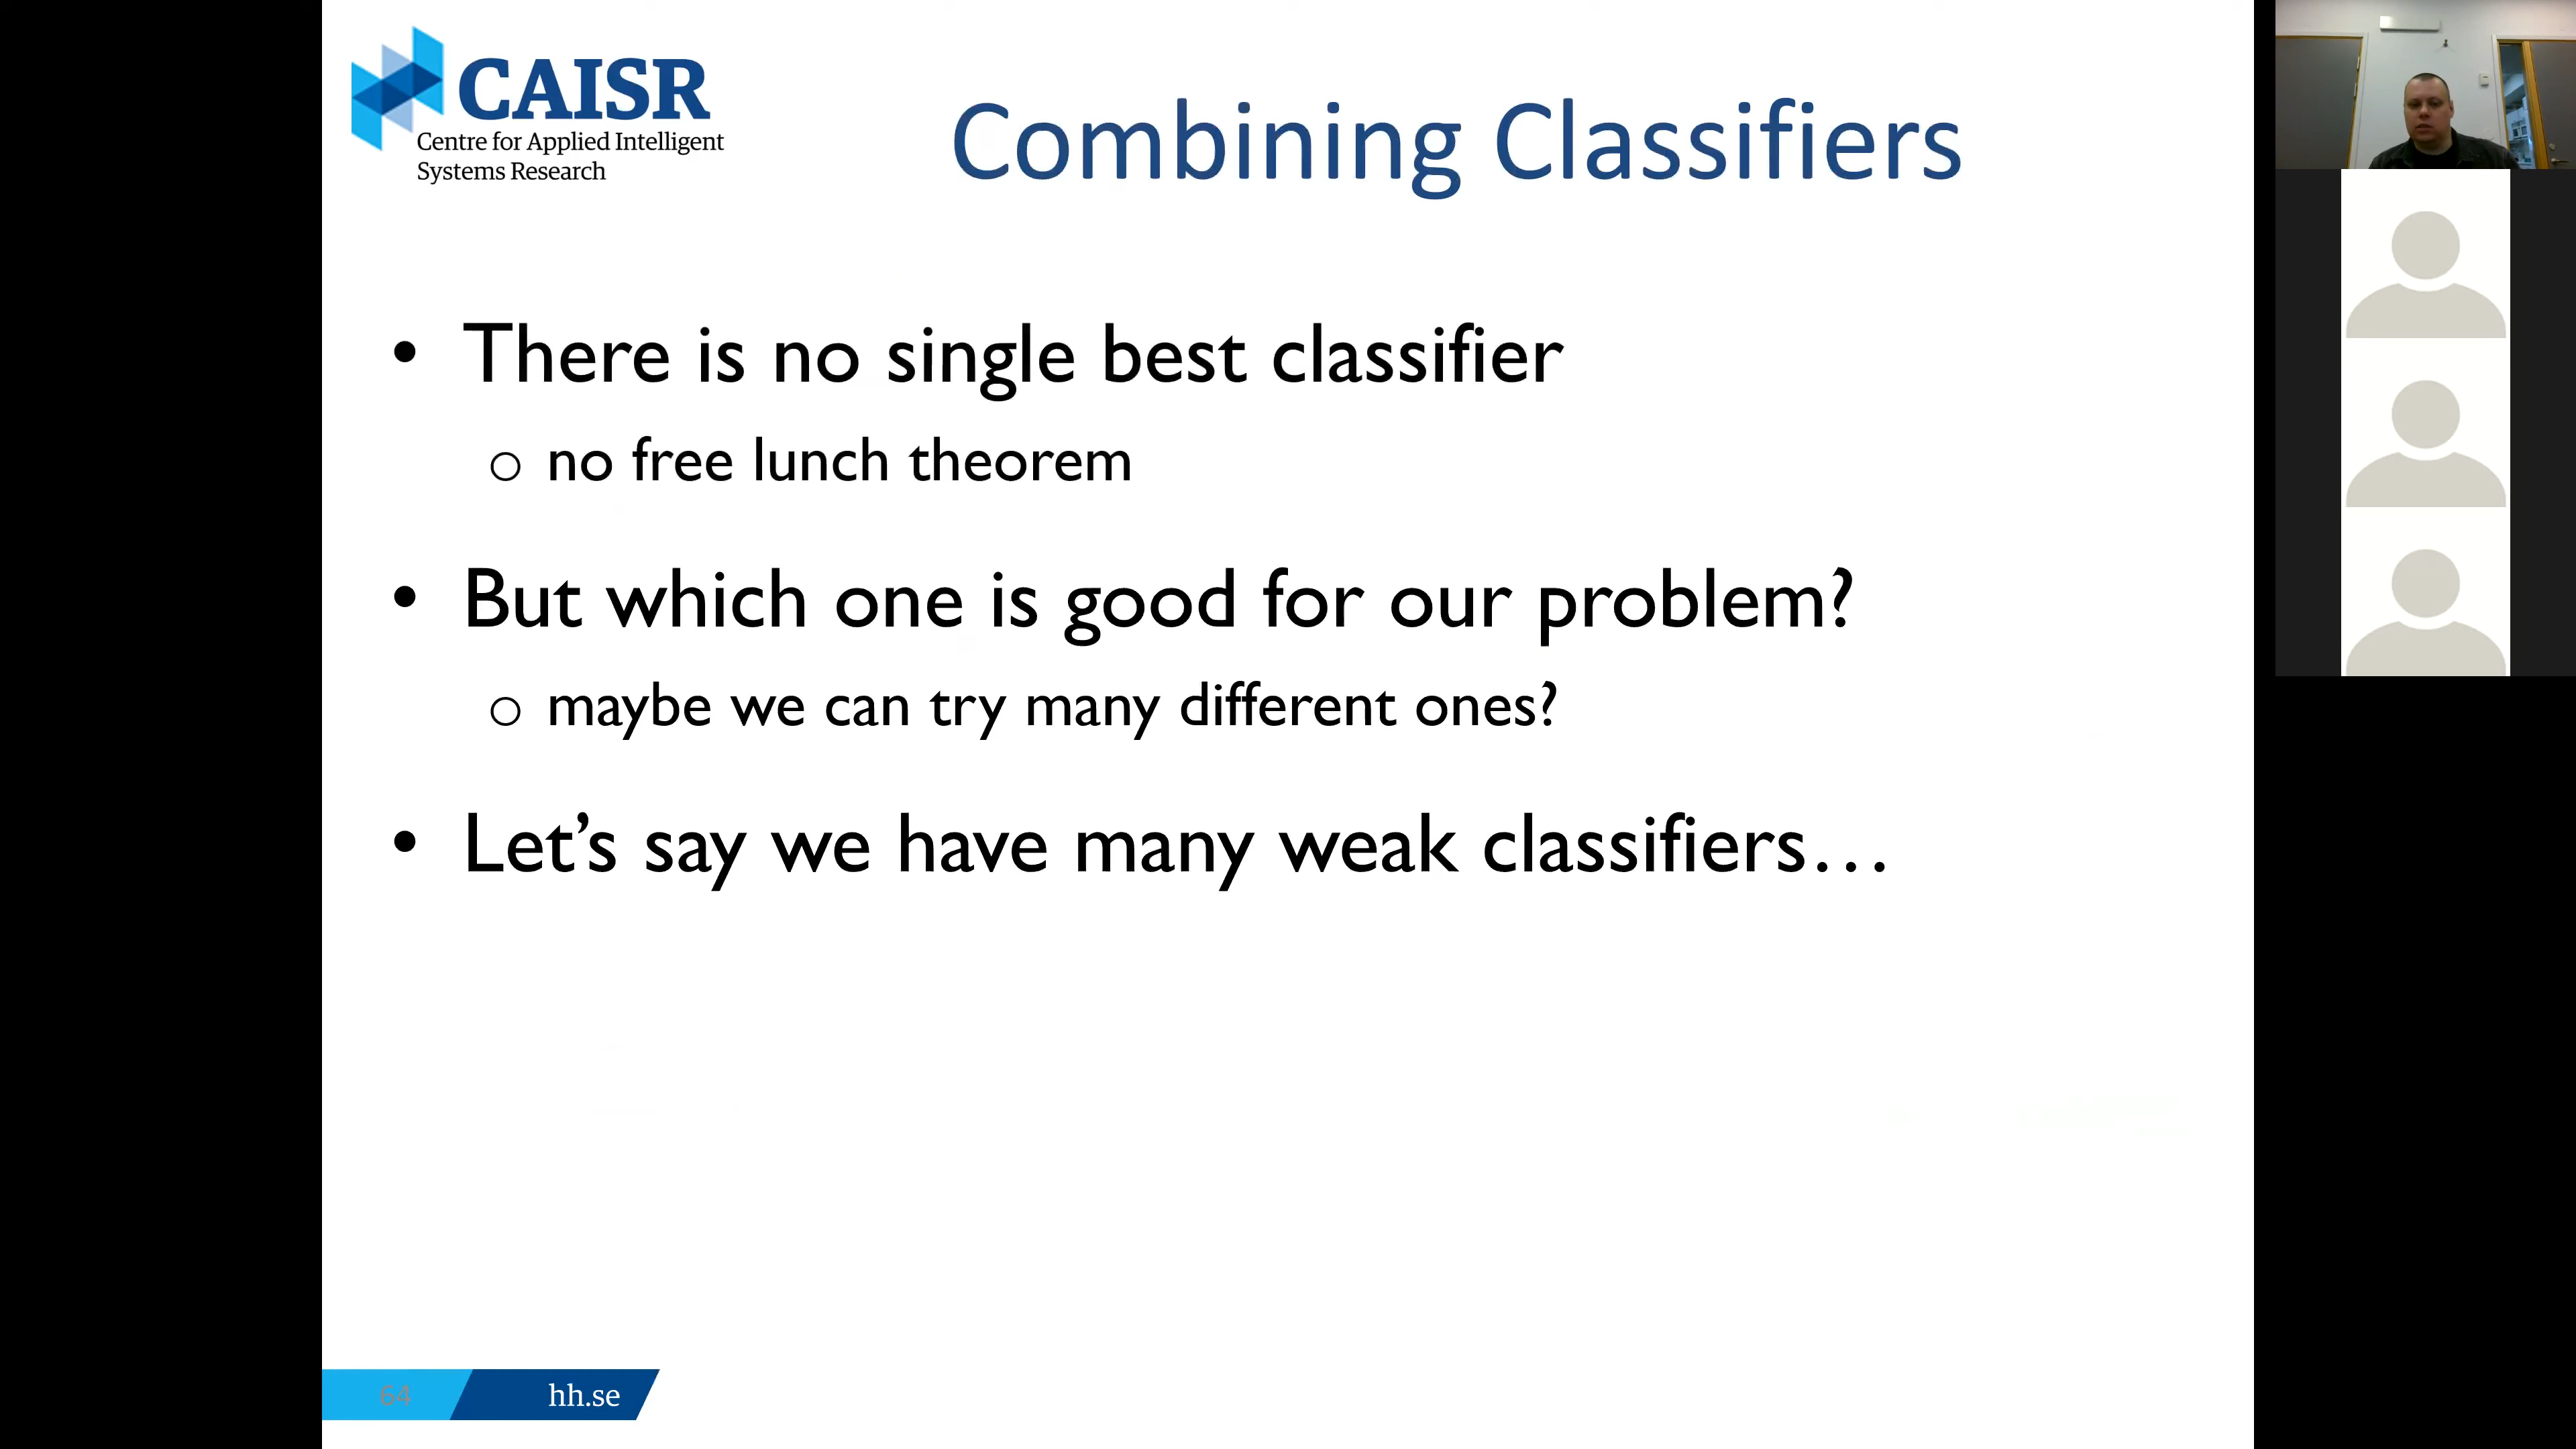 CAISR
Centre for Applied Intelligent
Systems Research
Combining Classifiers
• There is no single best classifier
o no free lunch theorem
• But which one is good for our problem?
o maybe we can try many different ones?
• Let’s say we have many weak classifiers…
64
hh.se